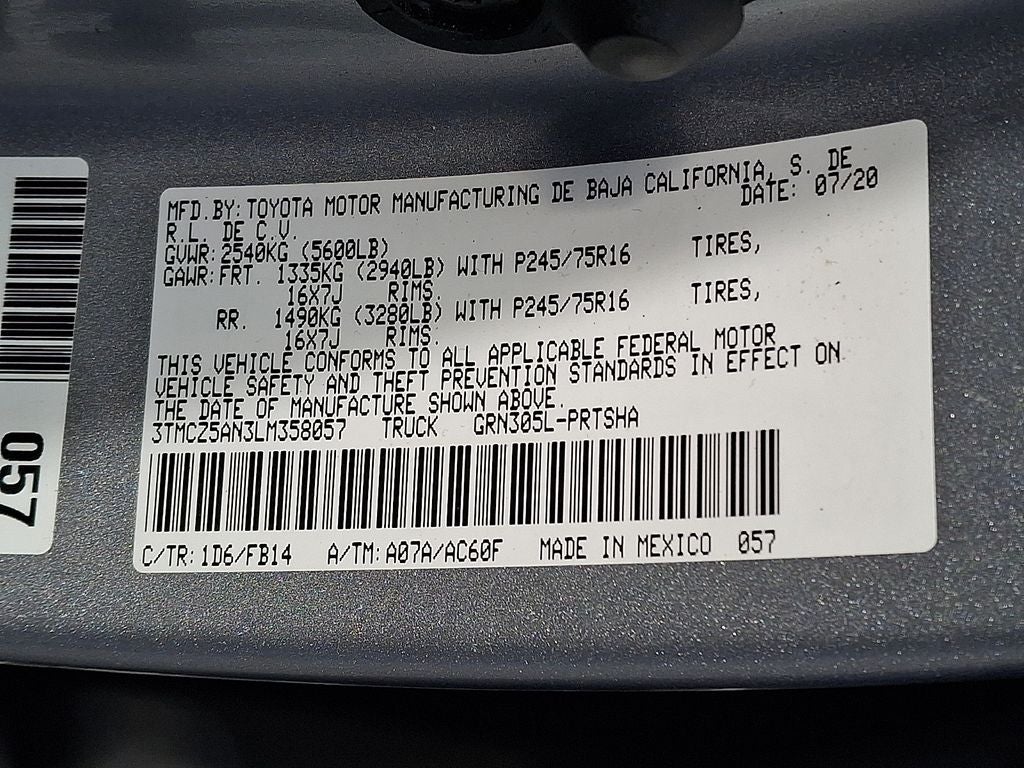 MFD.BY: TOYOTA MOTOR MANUFACTURING DE BAJA CALIFORNIA, S. DE
R.L. DE C.V. DATE: 07/20
GVWR: 2540KG (5600LB)
GAWR: FRT. 1335KG (2940LB) WITH P245/75R16 TIRES,
16X7J RIMS.
RR. 1490KG (3280LB) WITH P245/75R16 TIRES,
16X7J RIMS.
THIS VEHICLE CONFORMS TO ALL APPLICABLE FEDERAL MOTOR
VEHICLE SAFETY AND THEFT PREVENTION STANDARDS IN EFFECT ON
THE DATE OF MANUFACTURE SHOWN ABOVE.
3TMCZ5AN3LM358057 TRUCK GRN305L-PRTSHA
C/TR: 1D6/FB14 A/TM: A07A/AC60F MADE IN MEXICO 057
057